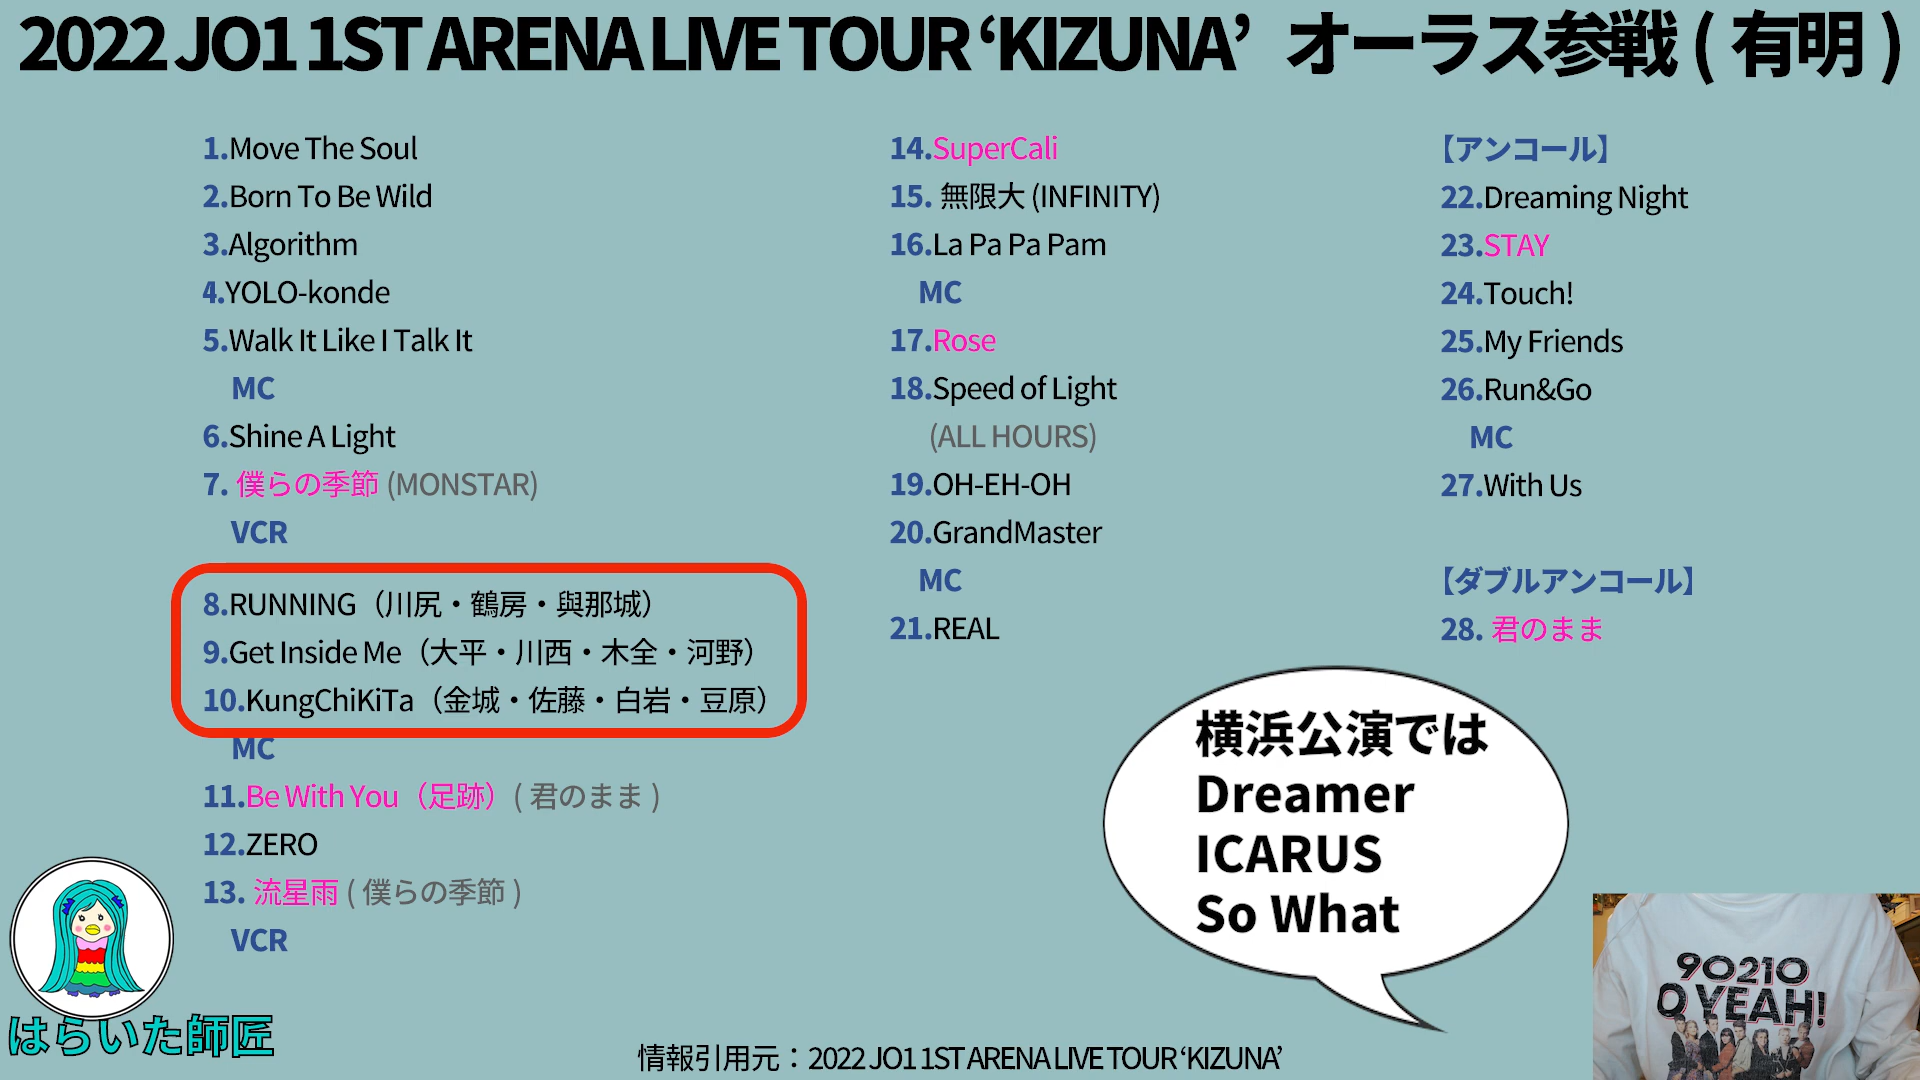 2022 JO1 1ST ARENA LIVE TOUR ‘KIZUNA’ オーラス参戦 ( 有明 )
1.Move The Soul
2.Born To Be Wild
3.Algorithm
4.YOLO-konde
5.Walk It Like I Talk It
MC
6.Shine A Light
7. 僕らの季節 (MONSTAR)
VCR
8.RUNNING（川尻・鶴房・與那城）
9.Get Inside Me（大平・川西・木全・河野）
10.KungChiKiTa（金城・佐藤・白岩・豆原）
MC
11.Be With You（足跡）( 君のまま )
12.ZERO
13. 流星雨 ( 僕らの季節 )
VCR
14.SuperCali
15. 無限大 (INFINITY)
16.La Pa Pa Pam
MC
17.Rose
18.Speed of Light
(ALL HOURS)
19.OH-EH-OH
20.GrandMaster
MC
21.REAL
【アンコール】
22.Dreaming Night
23.STAY
24.Touch!
25.My Friends
26.Run&Go
MC
27.With Us
【ダブルアンコール】
28. 君のまま
横浜公演では
Dreamer
ICARUS
So What
はらいた師匠
情報引用元：2022 JO1 1ST ARENA LIVE TOUR ‘KIZUNA’
90210
O YEAH!